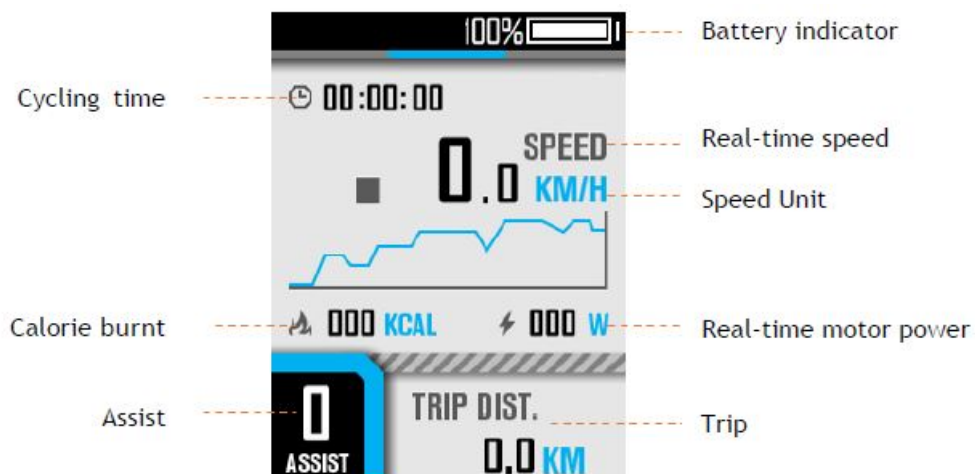 100%
Battery indicator
Cycling time
00:00:00
SPEED
Real-time speed
0.0 KM/H
Speed Unit
Calorie burnt
000 KCAL
000 W
Real-time motor power
Assist
0
ASSIST
TRIP DIST.
Trip
0.0 KM